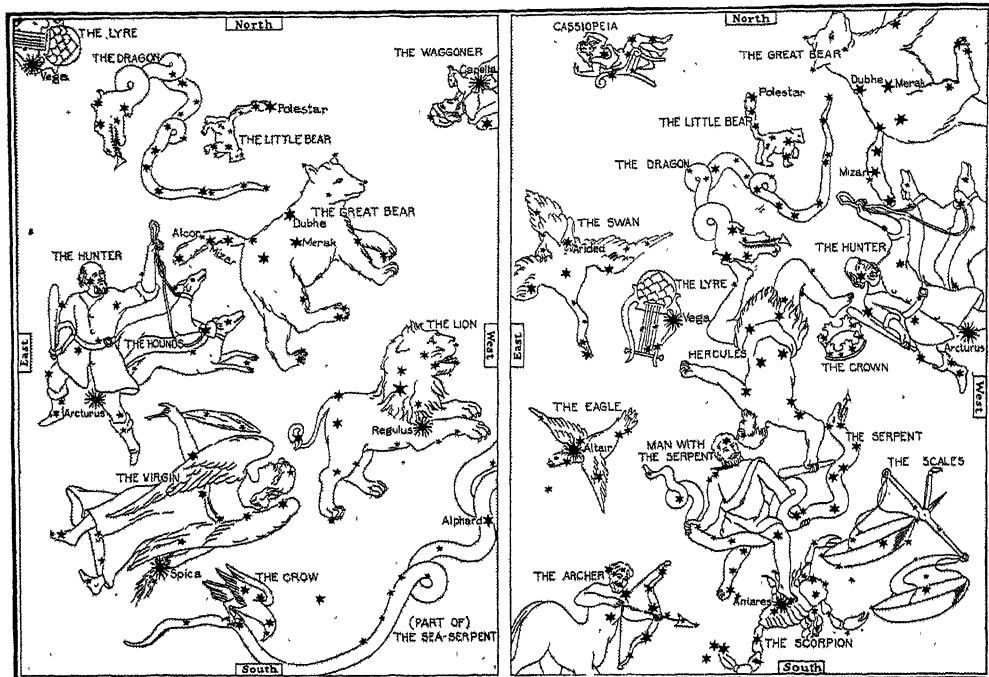 North
THE LYRE
Vega
THE DRAGON
THE WAGGONER
Capella
Polestar
THE LITTLE BEAR
THE GREAT BEAR
Dubhe
Merak
Alcor
Mizar
THE HUNTER
THE HOUNDS
East
West
THE LION
Arcturus
Regulus
THE VIRGIN
Alphard
Spica
THE CROW
(PART OF)
THE SEA-SERPENT
South
North
CASSIOPEIA
THE GREAT BEAR
Dubhe
Merak
Polestar
THE LITTLE BEAR
THE DRAGON
Mizar
THE SWAN
Arided
THE HUNTER
THE LYRE
Vega
East
Arcturus
HERCULES
THE CROWN
West
THE EAGLE
Altair
MAN WITH
THE SERPENT
THE SERPENT
THE SCALES
THE ARCHER
Antares
THE SCORPION
South